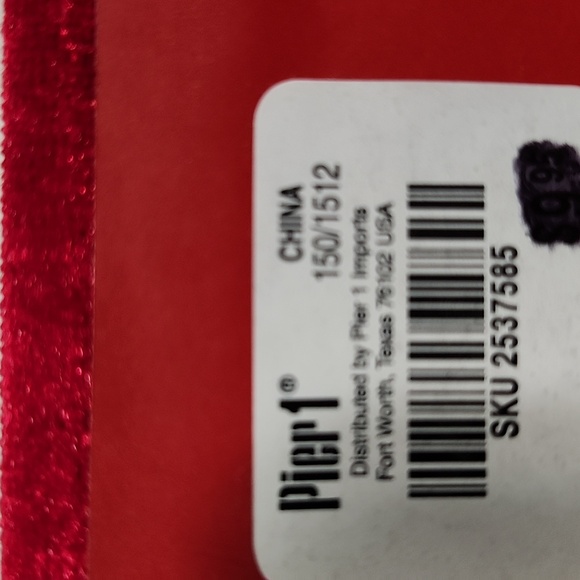 Pier1® CHINA
150/1512
Distributed by Pier 1 Imports
Fort Worth, Texas 76102 USA
SKU 2537585